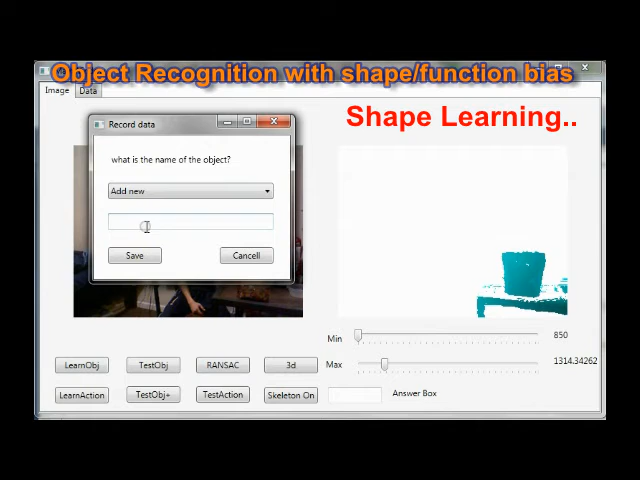 Object Recognition with shape/function bias
Image
Data
Shape Learning..
Record data
what is the name of the object?
Add new
Save
Cancell
Min
850
Max
1314.34262
LearnObj
TestObj
RANSAC
3d
LearnAction
TestObj+
TestAction
Skeleton On
Answer Box